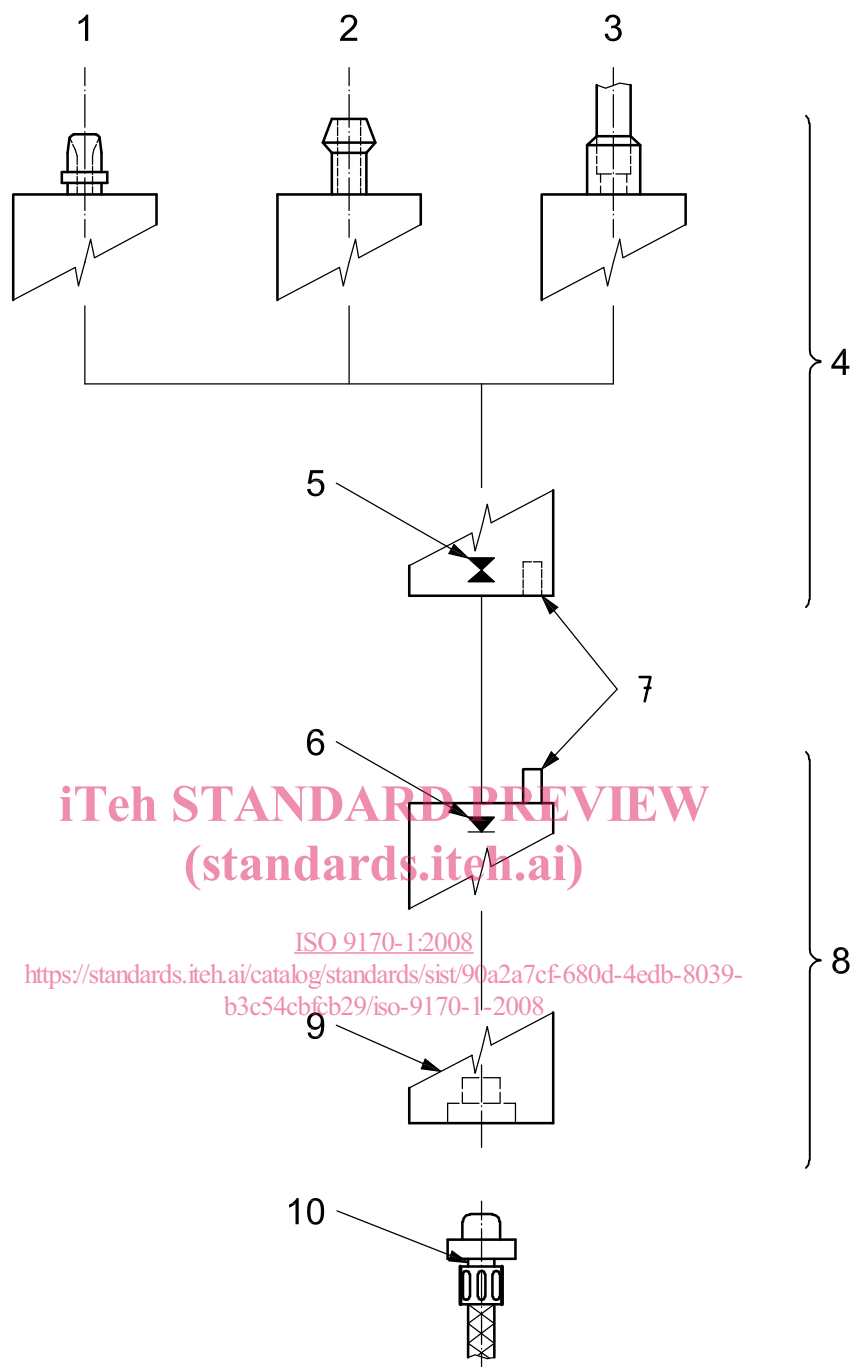 1 2 3
4
5
7
6
iTeh STANDARD PREVIEW
(standards.iteh.ai)
ISO 9170-1:2008
8
https://standards.iteh.ai/catalog/standards/sist/90a2a7cf-680d-4edb-8039-
b3c54cbfcb29/iso-9170-1-2008
9
10